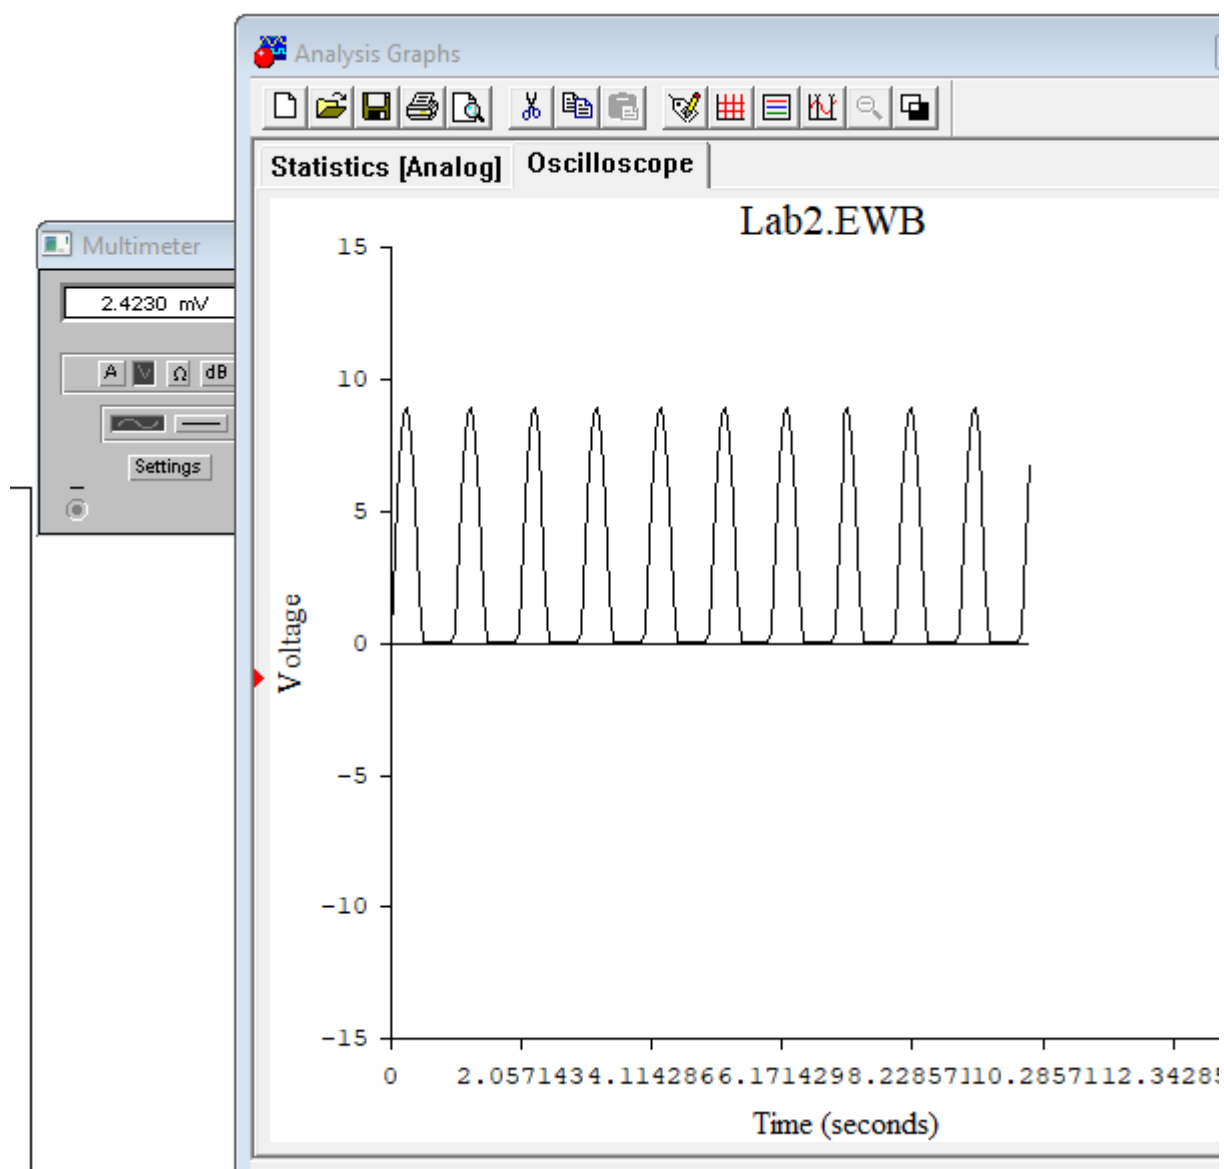 Analysis Graphs
Statistics [Analog] Oscilloscope
Lab2.EWB
Multimeter
2.4230 mV
A V Ω dB
Settings
15
10
5
0
-5
-10
-15
Voltage
0 2.0571434.1142866.1714298.22857110.2857112.34285
Time (seconds)